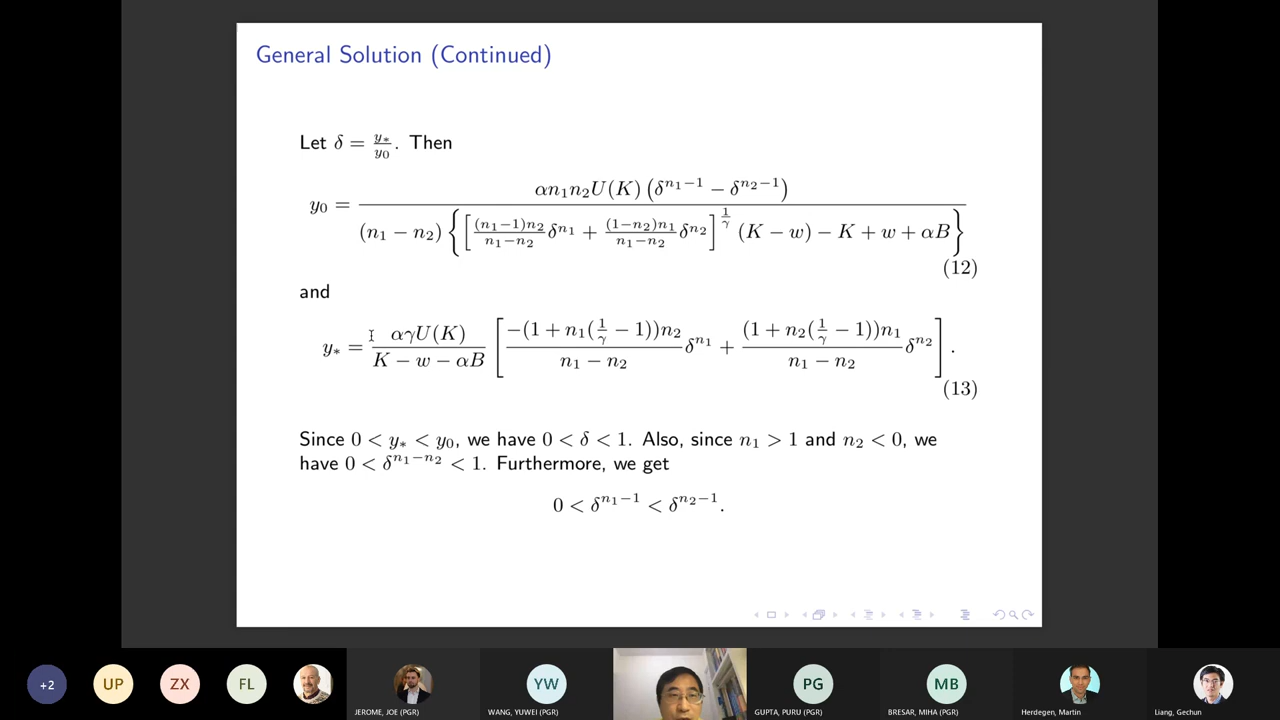 General Solution (Continued)
Let δ = y∗/y0. Then
y0 = αn1n2U(K) (δ^{n1−1} − δ^{n2−1}) / (n1 − n2) { [ (n1−1)n2/n1−n2 δ^{n1} + (1−n2)n1/n1−n2 δ^{n2} ]^{1/γ} (K − w) − K + w + αB }
(12)
and
y∗ = αγU(K) / K − w − αB [ −(1 + n1(1/γ − 1))n2 / n1 − n2 δ^{n1} + (1 + n2(1/γ − 1))n1 / n1 − n2 δ^{n2} ] .
(13)
Since 0 < y∗ < y0, we have 0 < δ < 1. Also, since n1 > 1 and n2 < 0, we
have 0 < δ^{n1−n2} < 1. Furthermore, we get
0 < δ^{n1−1} < δ^{n2−1}.
+2 UP ZX FL YW PG MB
JEROME, JOE (PGR) WANG, YUWEI (PGR) GUPTA, PURU (PGR) BRESAR, MIHA (PGR) Herdegen, Martin Liang, Gechun